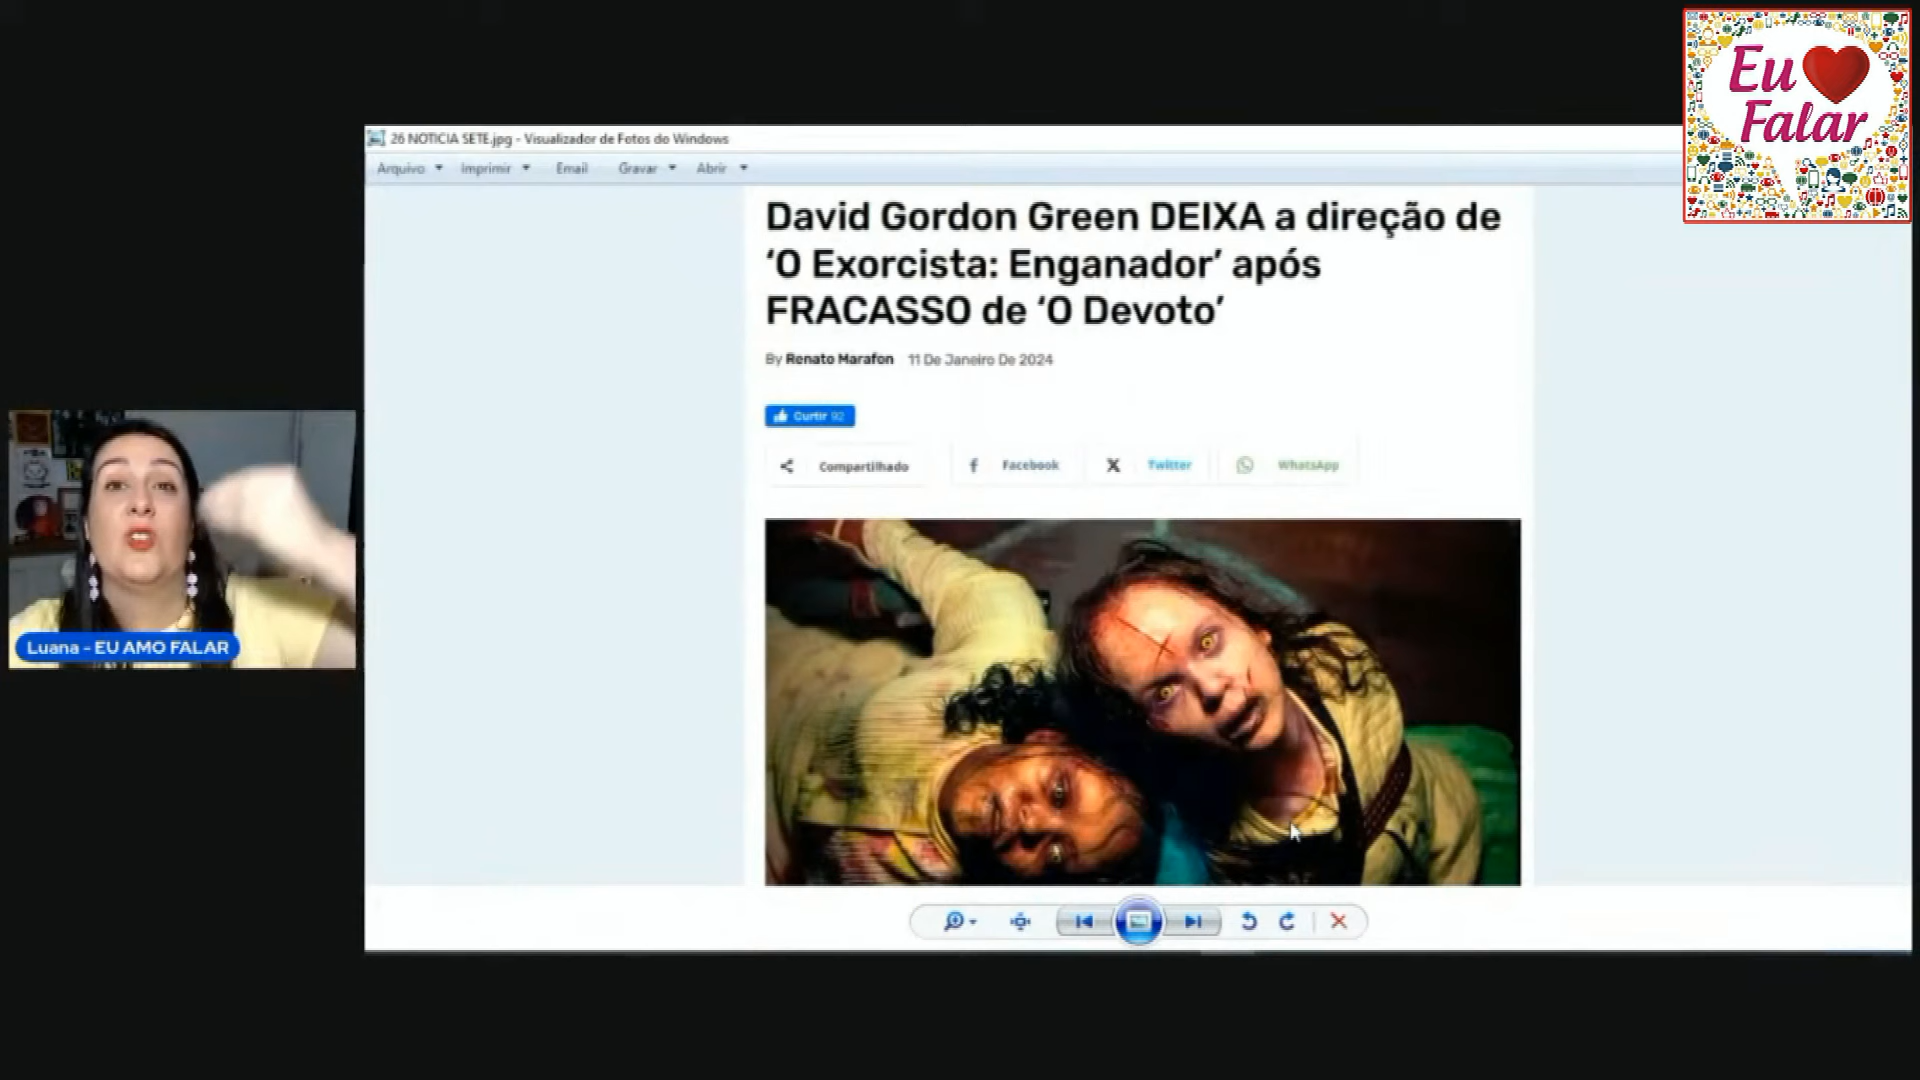 Eu
Falar
26 NOTICIA SETE.jpg - Visualizador de Fotos do Windows
Arquivo Imprimir Email Gravar Abrir
David Gordon Green DEIXA a direção de
‘O Exorcista: Enganador’ após
FRACASSO de ‘O Devoto’
By Renato Marafon 11 De Janeiro De 2024
Curtir 92
Compartilhado Facebook Twitter WhatsApp
Luana - EU AMO FALAR